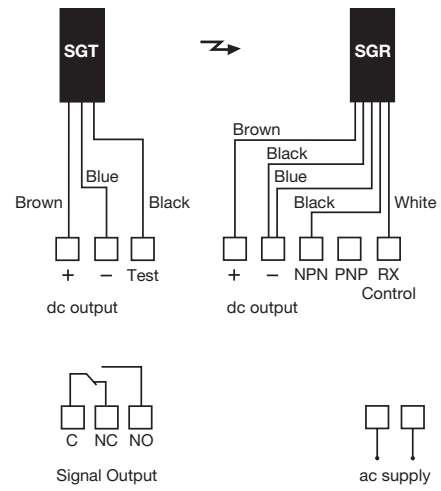 SGT
SGR
Brown
Black
Blue
Blue
Brown
Black
Black
White
+ − Test
+ − NPN PNP RX
Control
dc output
dc output
C NC NO
Signal Output
ac supply